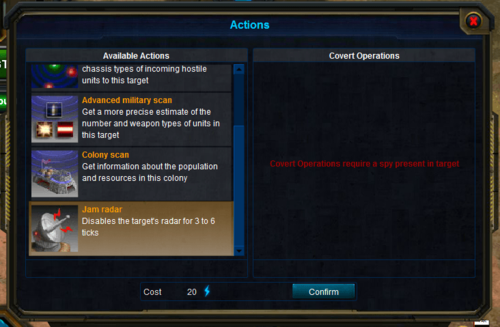 Actions
Available Actions
chassis types of incoming hostile
units to this target
Advanced military scan
Get a more precise estimate of the
number and weapon types of units in
this target
Colony scan
Get information about the population
and resources in this colony
Jam radar
Disables the target's radar for 3 to 6
ticks
Covert Operations
Covert Operations require a spy present in target
Cost 20
Confirm